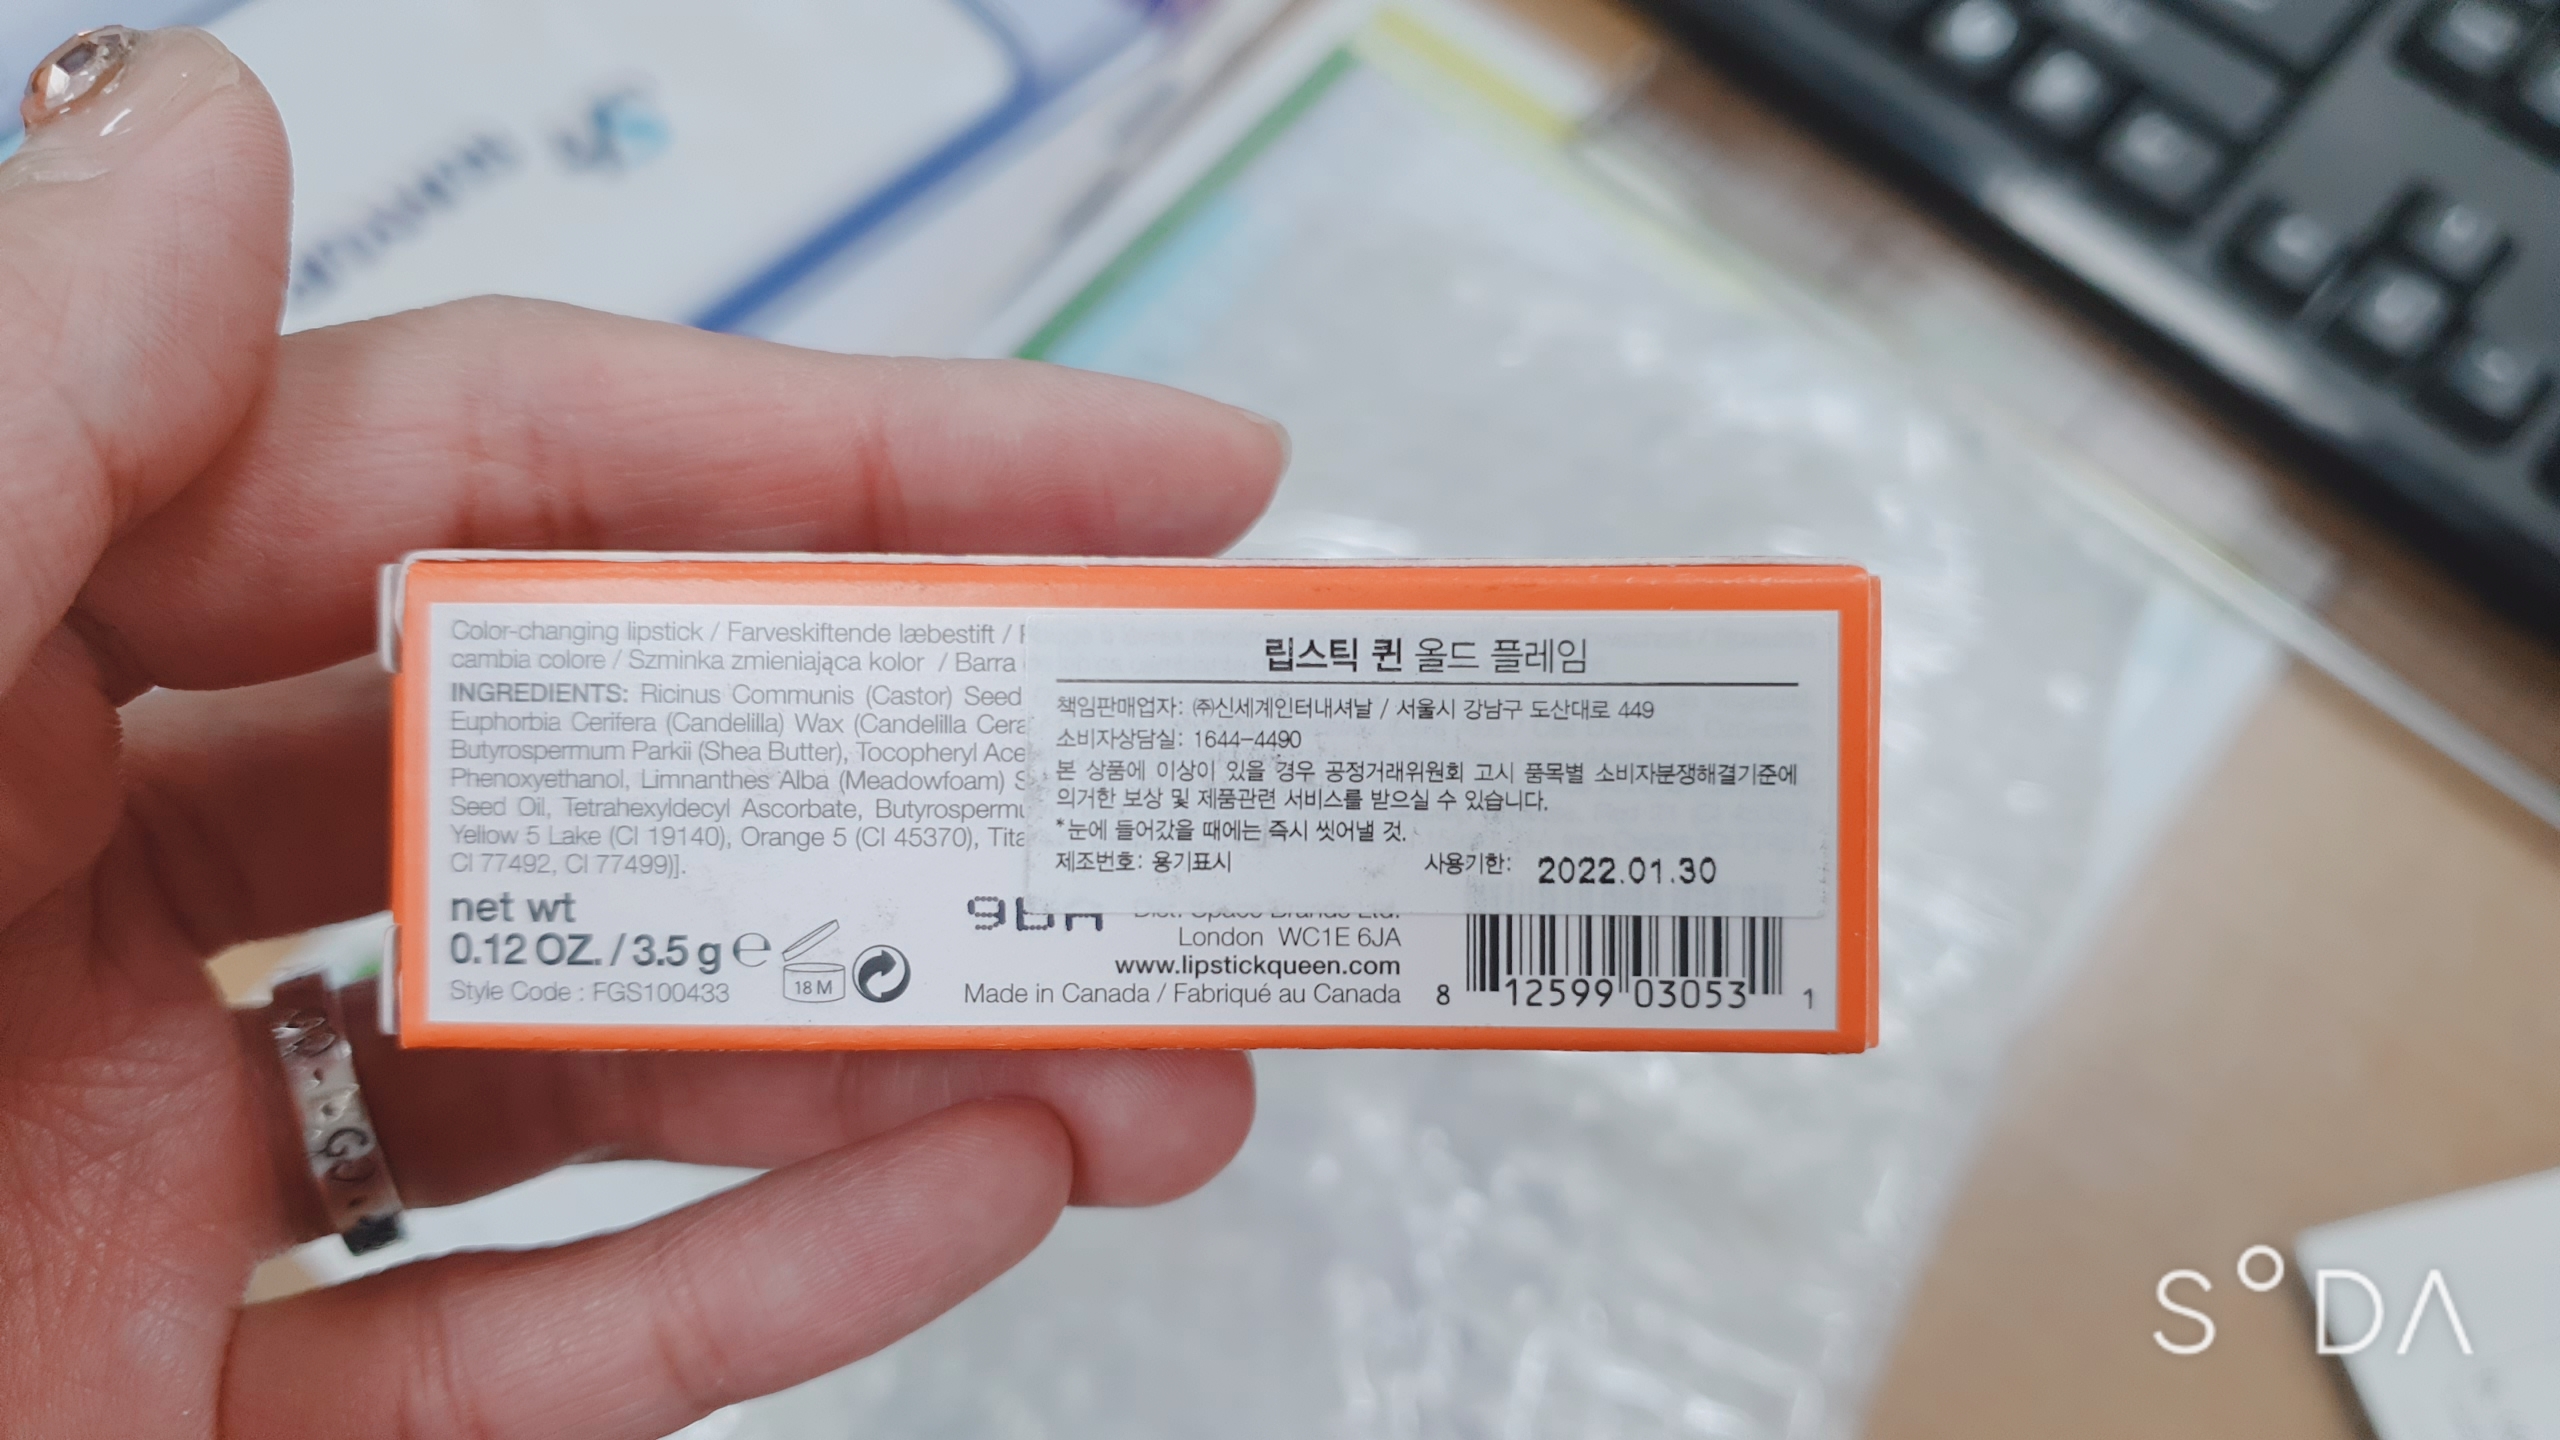 Color-changing lipstick / Farveskiftende læbestift /
cambia colore / Szminka zmieniająca kolor / Barra
INGREDIENTS: Ricinus Communis (Castor) Seed
Euphorbia Cerifera (Candelilla) Wax (Candelilla Cera
Butyrospermum Parkii (Shea Butter), Tocopheryl Ace
Phenoxyethanol, Limnanthes Alba (Meadowfoam) S
Seed Oil, Tetrahexyldecyl Ascorbate, Butyrospermu
Yellow 5 Lake (CI 19140), Orange 5 (CI 45370), Tita
CI 77492, CI 77499)].
net wt
0.12 OZ. / 3.5 g ℮
Style Code : FGS100433
18 M
립스틱 퀸 올드 플레임
책임판매업자: ㈜신세계인터내셔날 / 서울시 강남구 도산대로 449
소비자상담실: 1644-4490
본 상품에 이상이 있을 경우 공정거래위원회 고시 품목별 소비자분쟁해결기준에
의거한 보상 및 제품관련 서비스를 받으실 수 있습니다.
*눈에 들어갔을 때에는 즉시 씻어낼 것.
제조번호: 용기표시 사용기한: 2022.01.30
Dist. Space Brands Ltd.
London WC1E 6JA
www.lipstickqueen.com
Made in Canada / Fabriqué au Canada
8 12599 03053 1
SODA